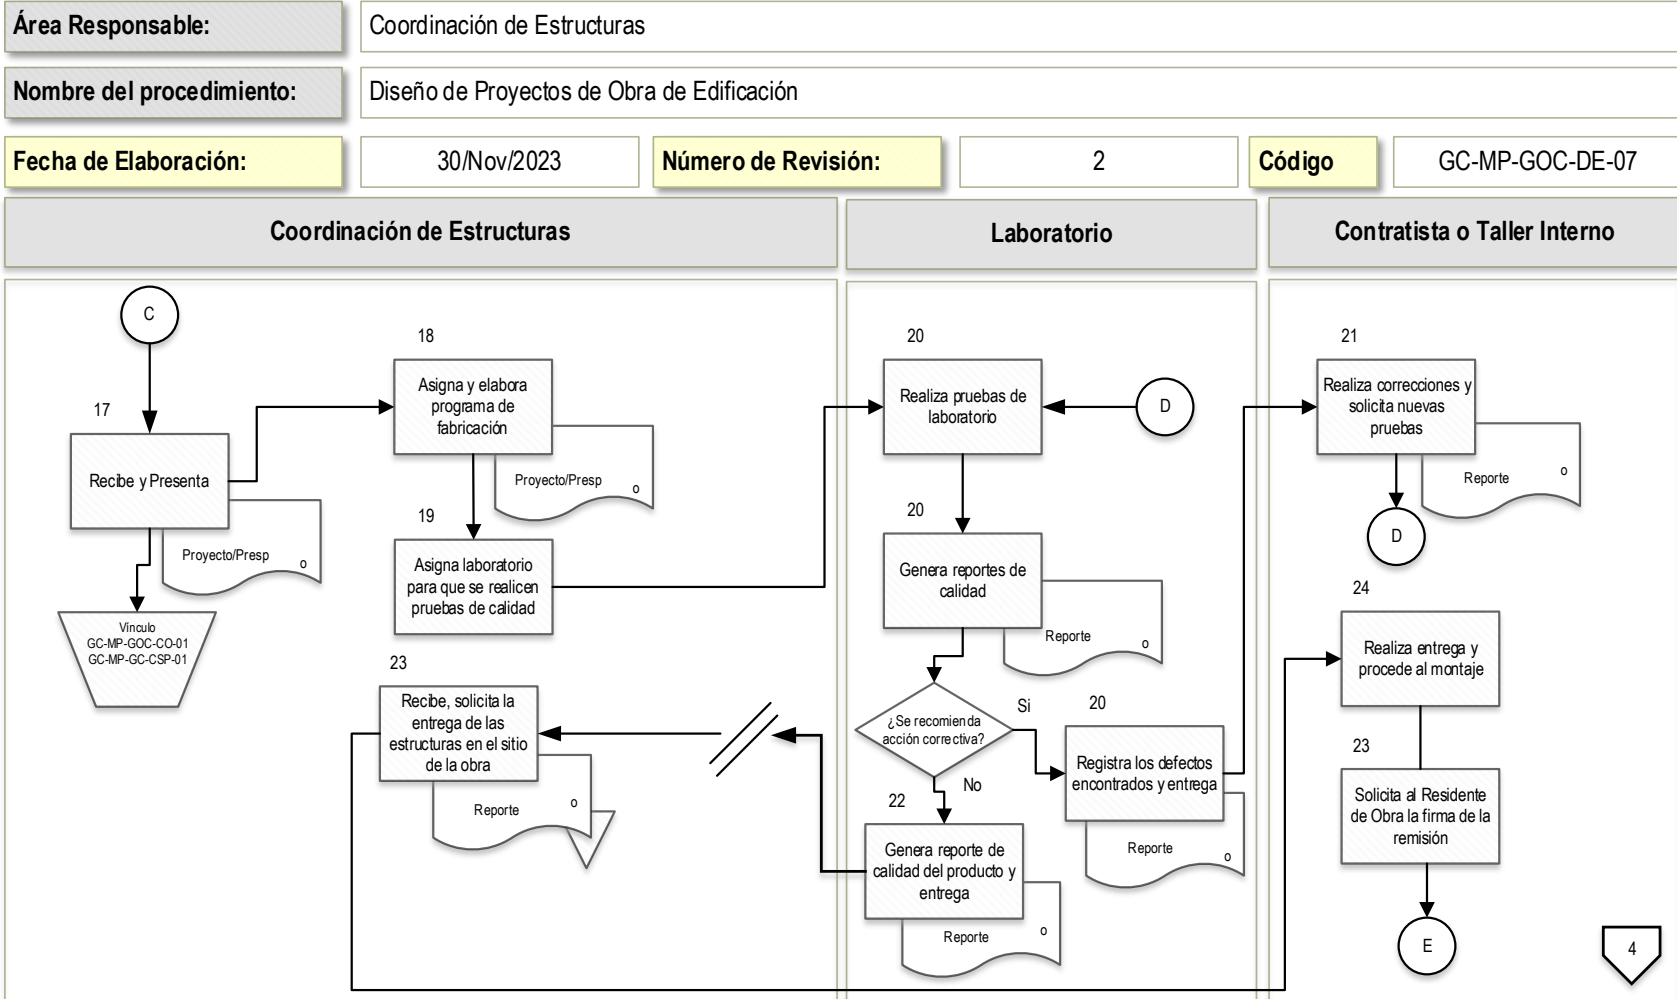 Área Responsable:
Coordinación de Estructuras
Nombre del procedimiento:
Diseño de Proyectos de Obra de Edificación
Fecha de Elaboración:
30/Nov/2023
Número de Revisión:
2
Código
GC-MP-GOC-DE-07
Coordinación de Estructuras
Laboratorio
Contratista o Taller Interno
C
17
Recibe y Presenta
Proyecto/Presp
o
Vínculo
GC-MP-GOC-CO-01
GC-MP-GC-CSP-01
18
Asigna y elabora
programa de
fabricación
Proyecto/Presp
o
19
Asigna laboratorio
para que se realicen
pruebas de calidad
23
Recibe, solicita la
entrega de las
estructuras en el sitio
de la obra
Reporte
o
20
Realiza pruebas de
laboratorio
D
20
Genera reportes de
calidad
Reporte
o
¿Se recomienda
acción correctiva?
Si
No
20
Registra los defectos
encontrados y entrega
Reporte
o
22
Genera reporte de
calidad del producto y
entrega
Reporte
o
21
Realiza correcciones y
solicita nuevas
pruebas
Reporte
o
D
24
Realiza entrega y
procede al montaje
23
Solicita al Residente
de Obra la firma de la
remisión
E
4